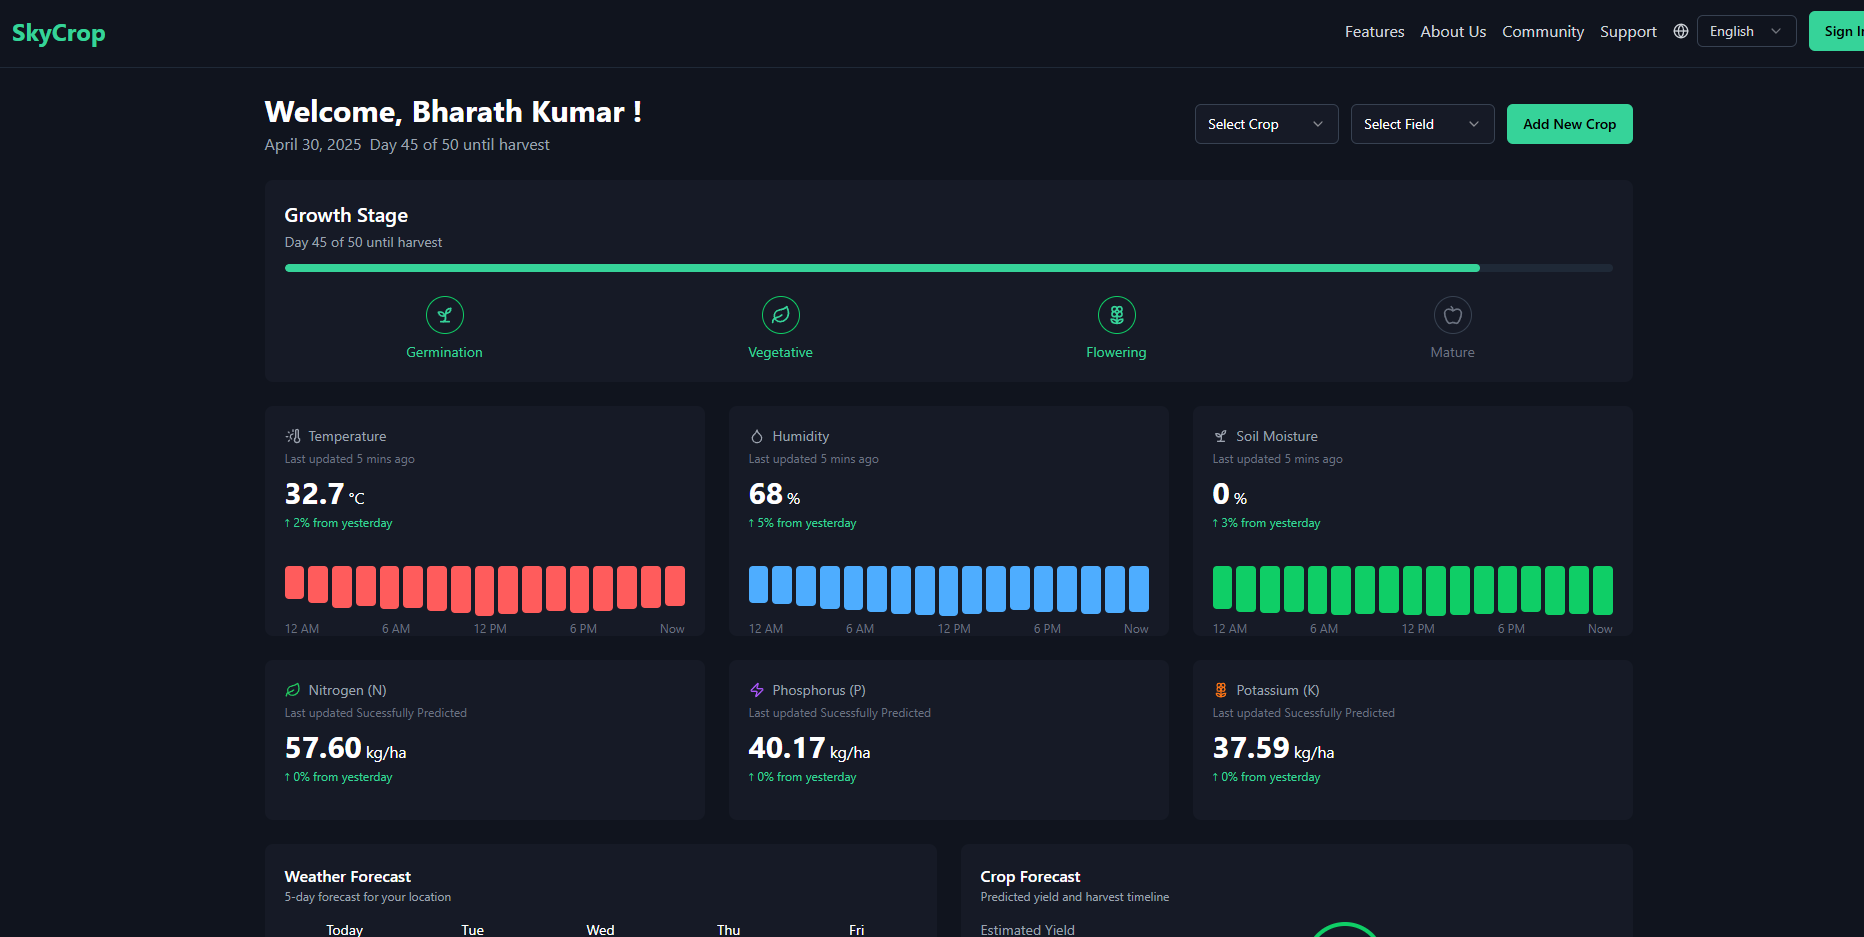 SkyCrop
Features About Us Community Support English Sign In
Welcome, Bharath Kumar !
April 30, 2025 Day 45 of 50 until harvest
Select Crop Select Field Add New Crop
Growth Stage
Day 45 of 50 until harvest
Germination Vegetative Flowering Mature
Temperature
Last updated 5 mins ago
32.7 °C
↑ 2% from yesterday
12 AM 6 AM 12 PM 6 PM Now
Humidity
Last updated 5 mins ago
68 %
↑ 5% from yesterday
12 AM 6 AM 12 PM 6 PM Now
Soil Moisture
Last updated 5 mins ago
0 %
↑ 3% from yesterday
12 AM 6 AM 12 PM 6 PM Now
Nitrogen (N)
Last updated Sucessfully Predicted
57.60 kg/ha
↑ 0% from yesterday
Phosphorus (P)
Last updated Sucessfully Predicted
40.17 kg/ha
↑ 0% from yesterday
Potassium (K)
Last updated Sucessfully Predicted
37.59 kg/ha
↑ 0% from yesterday
Weather Forecast
5-day forecast for your location
Today Tue Wed Thu Fri
Crop Forecast
Predicted yield and harvest timeline
Estimated Yield